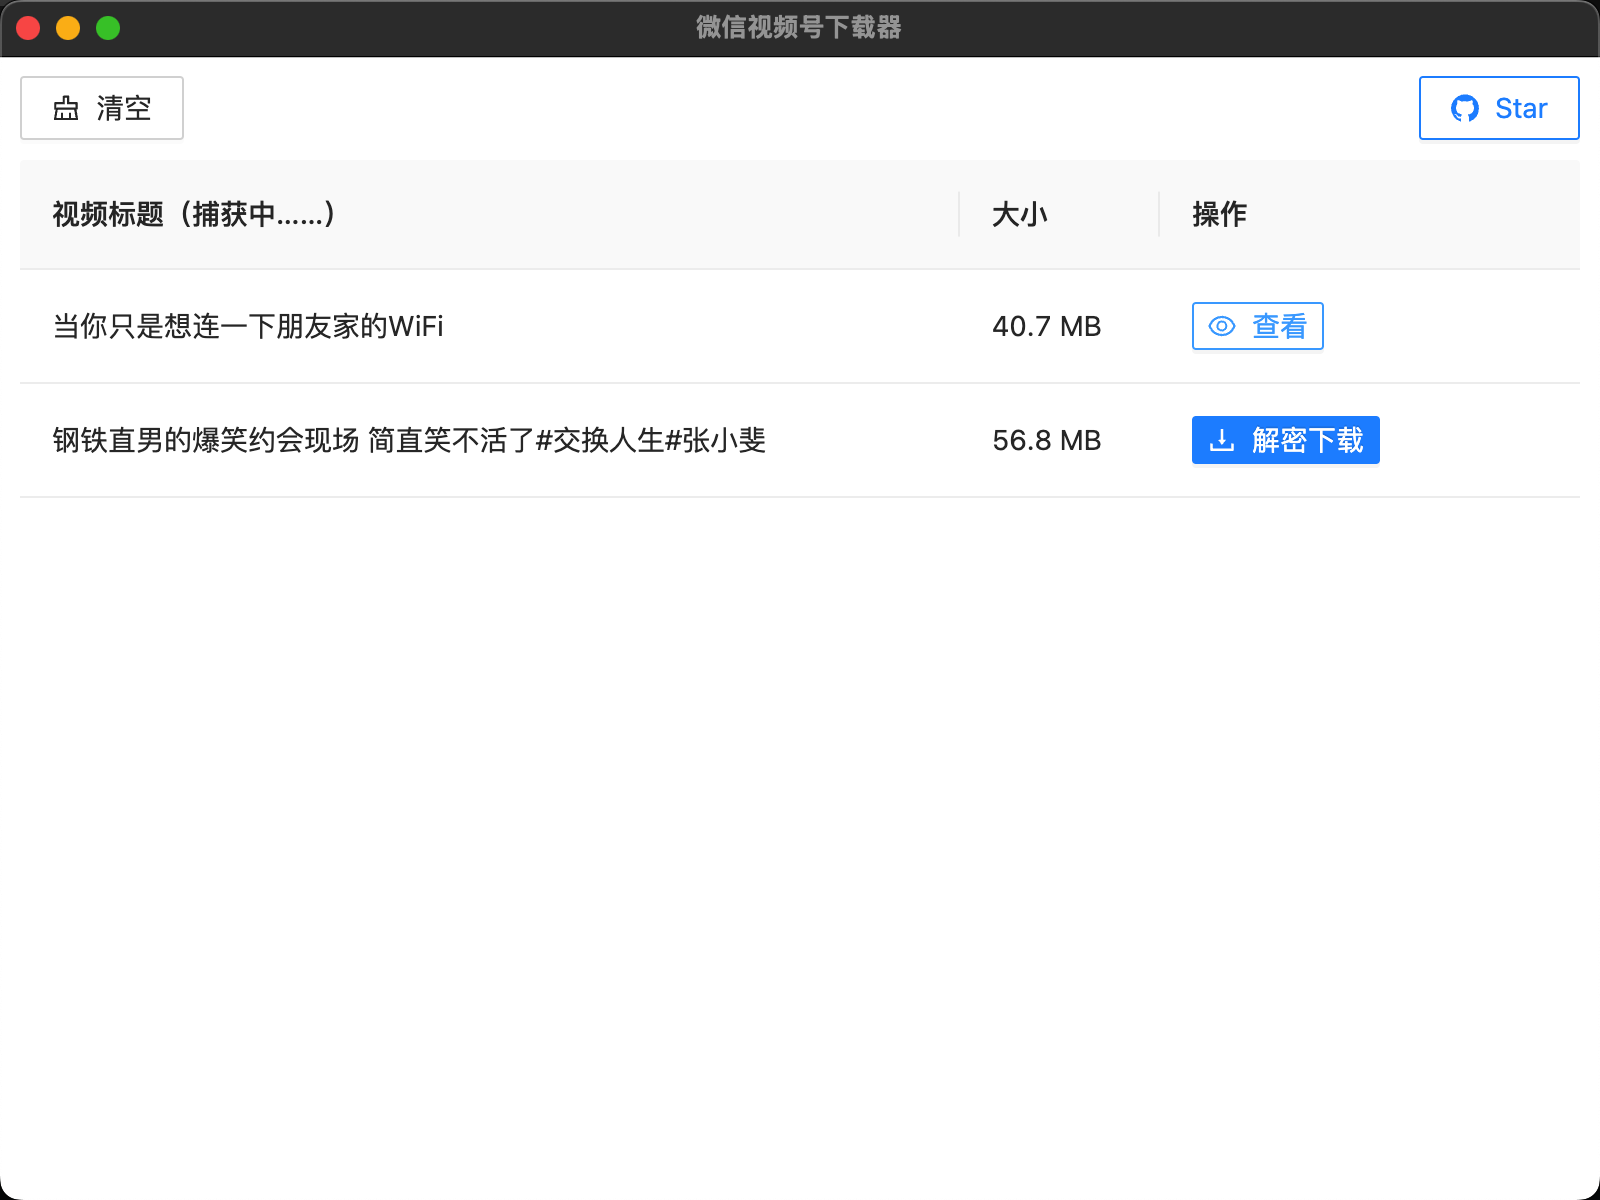 微信视频号下载器
清空
Star
视频标题（捕获中……） 大小 操作
当你只是想连一下朋友家的WiFi 40.7 MB 查看
钢铁直男的爆笑约会现场 简直笑不活了#交换人生#张小斐 56.8 MB 解密下载